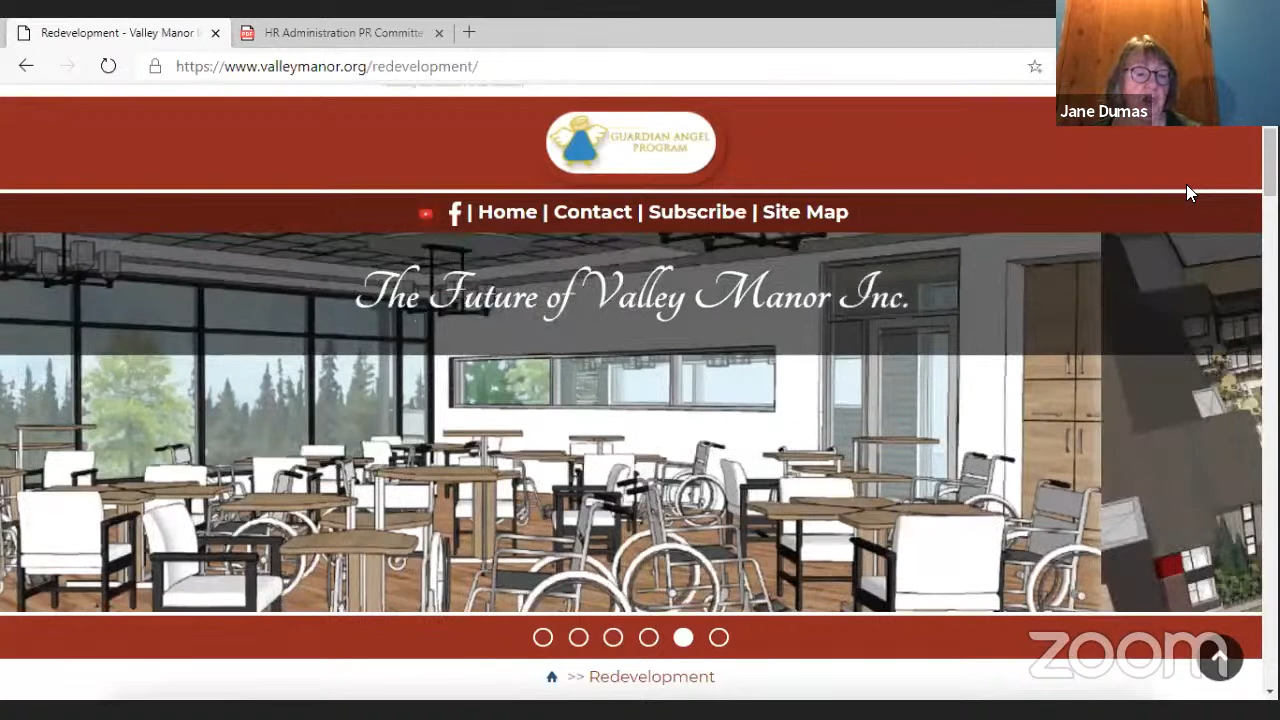 Redevelopment - Valley Manor
HR Administration PR Committe
https://www.valleymanor.org/redevelopment/
Jane Dumas
GUARDIAN ANGEL
PROGRAM
| Home | Contact | Subscribe | Site Map
The Future of Valley Manor Inc.
zoom
>> Redevelopment